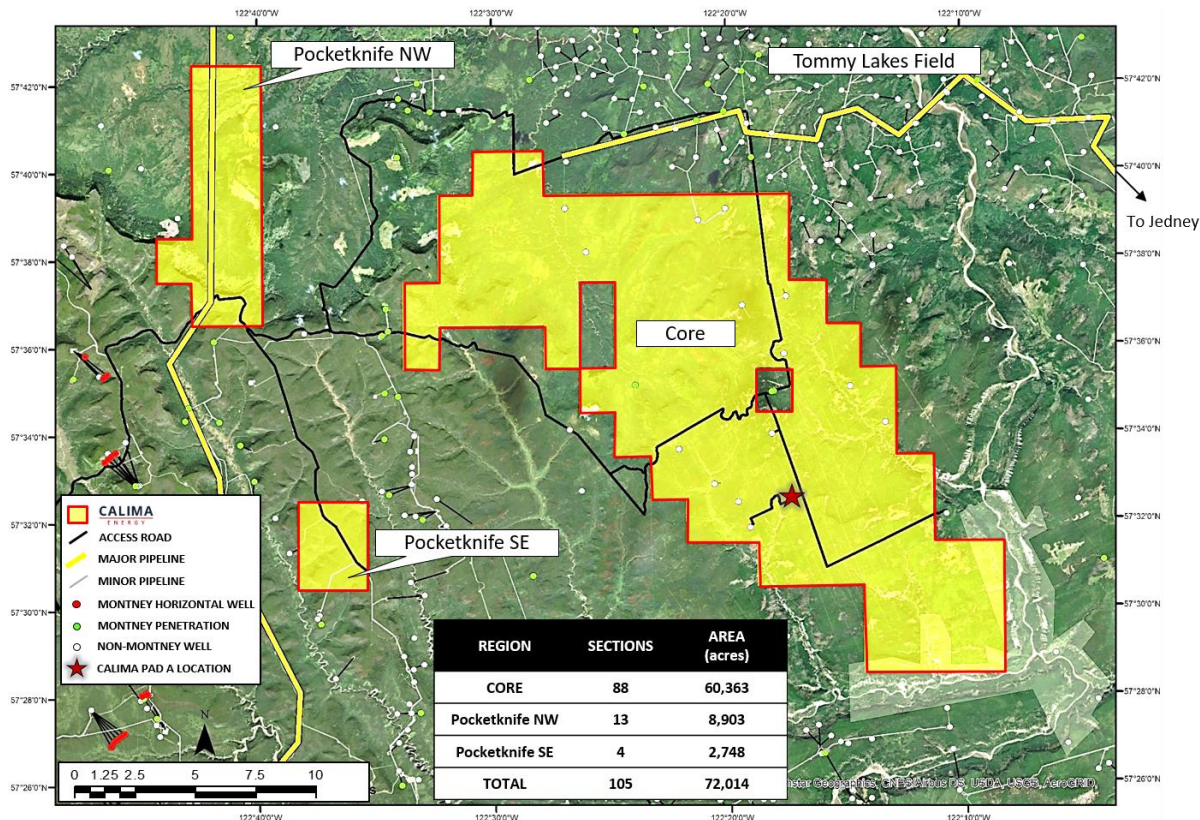 122°40'0"W
122°30'0"W
122°20'0"W
122°10'0"W
Pocketknife NW
Tommy Lakes Field
57°42'0"N
57°42'0"N
57°40'0"N
57°40'0"N
To Jedney
57°38'0"N
57°38'0"N
Core
57°36'0"N
57°36'0"N
57°34'0"N
57°34'0"N
57°32'0"N
57°32'0"N
Pocketknife SE
57°30'0"N
57°30'0"N
57°28'0"N
57°28'0"N
57°26'0"N
57°26'0"N
CALIMA
ENERGY
ACCESS ROAD
MAJOR PIPELINE
MINOR PIPELINE
MONTNEY HORIZONTAL WELL
MONTNEY PENETRATION
NON-MONTNEY WELL
CALIMA PAD A LOCATION
N
0 1.25 2.5 5 7.5 10
REGION SECTIONS AREA
(acres)
CORE 88 60,363
Pocketknife NW 13 8,903
Pocketknife SE 4 2,748
TOTAL 105 72,014
Geographics, CNES/Airbus DS, USDA, USGS, AeroGRID,
122°40'0"W
122°30'0"W
122°20'0"W
122°10'0"W